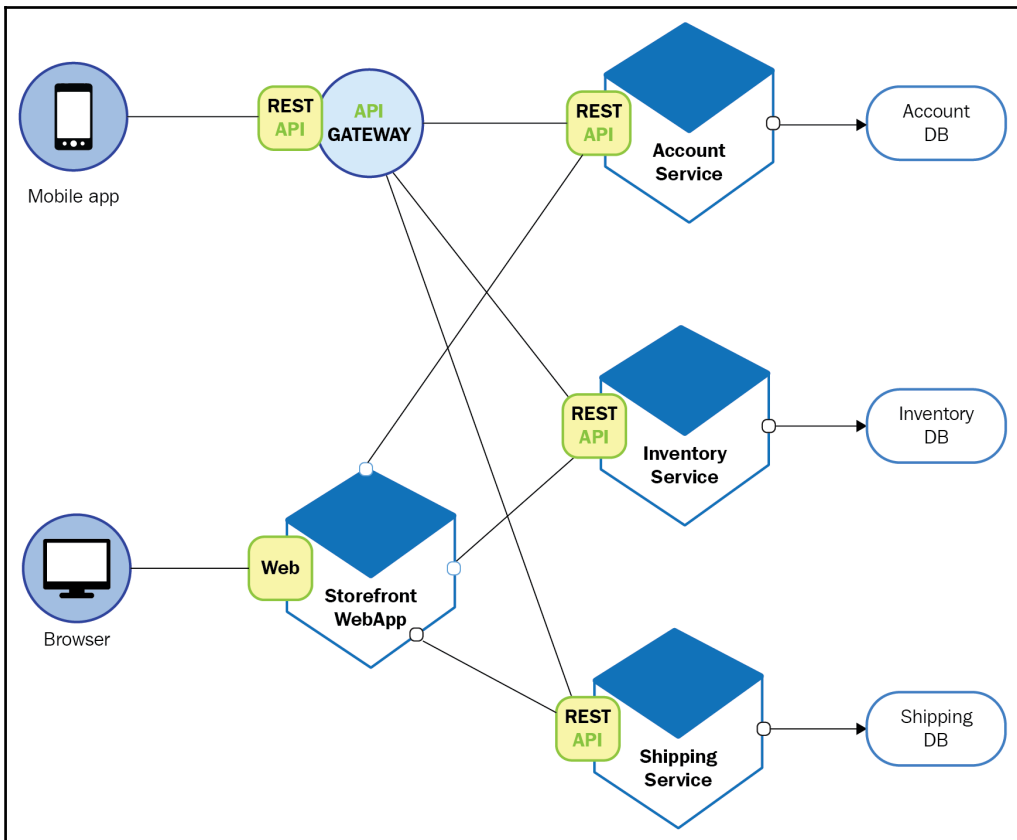 Mobile app
REST
API
API
GATEWAY
REST
API
Account
Service
Account
DB
REST
API
Inventory
Service
Inventory
DB
Browser
Web
Storefront
WebApp
REST
API
Shipping
Service
Shipping
DB